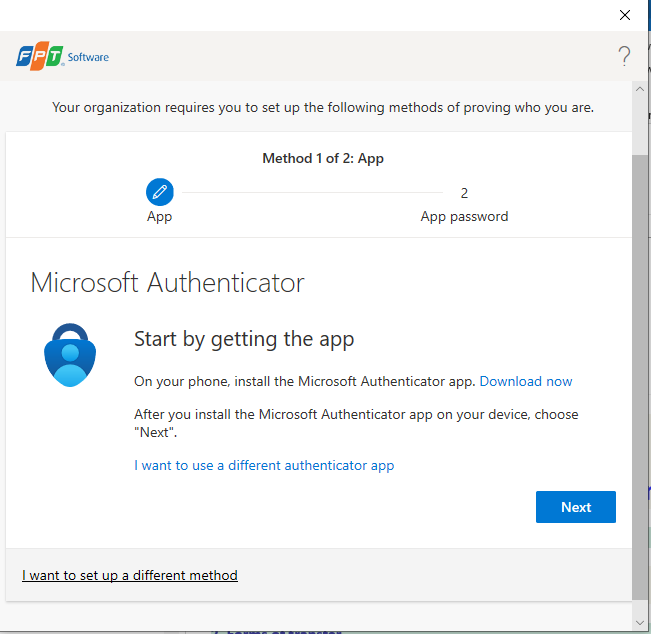 FPT Software
?
Your organization requires you to set up the following methods of proving who you are.
Method 1 of 2: App
2
App
App password
Microsoft Authenticator
Start by getting the app
On your phone, install the Microsoft Authenticator app. Download now
After you install the Microsoft Authenticator app on your device, choose
"Next".
I want to use a different authenticator app
Next
I want to set up a different method